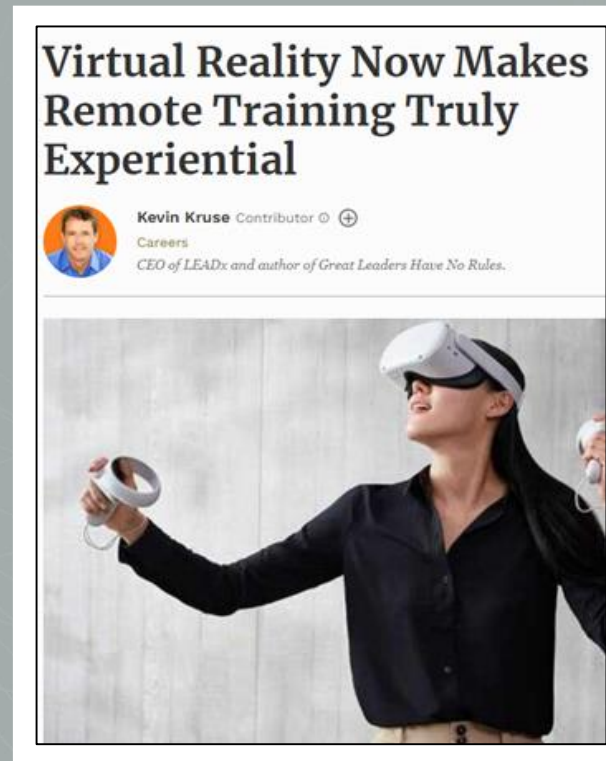 Virtual Reality Now Makes
Remote Training Truly
Experiential
Kevin Kruse Contributor
Careers
CEO of LEADx and author of Great Leaders Have No Rules.